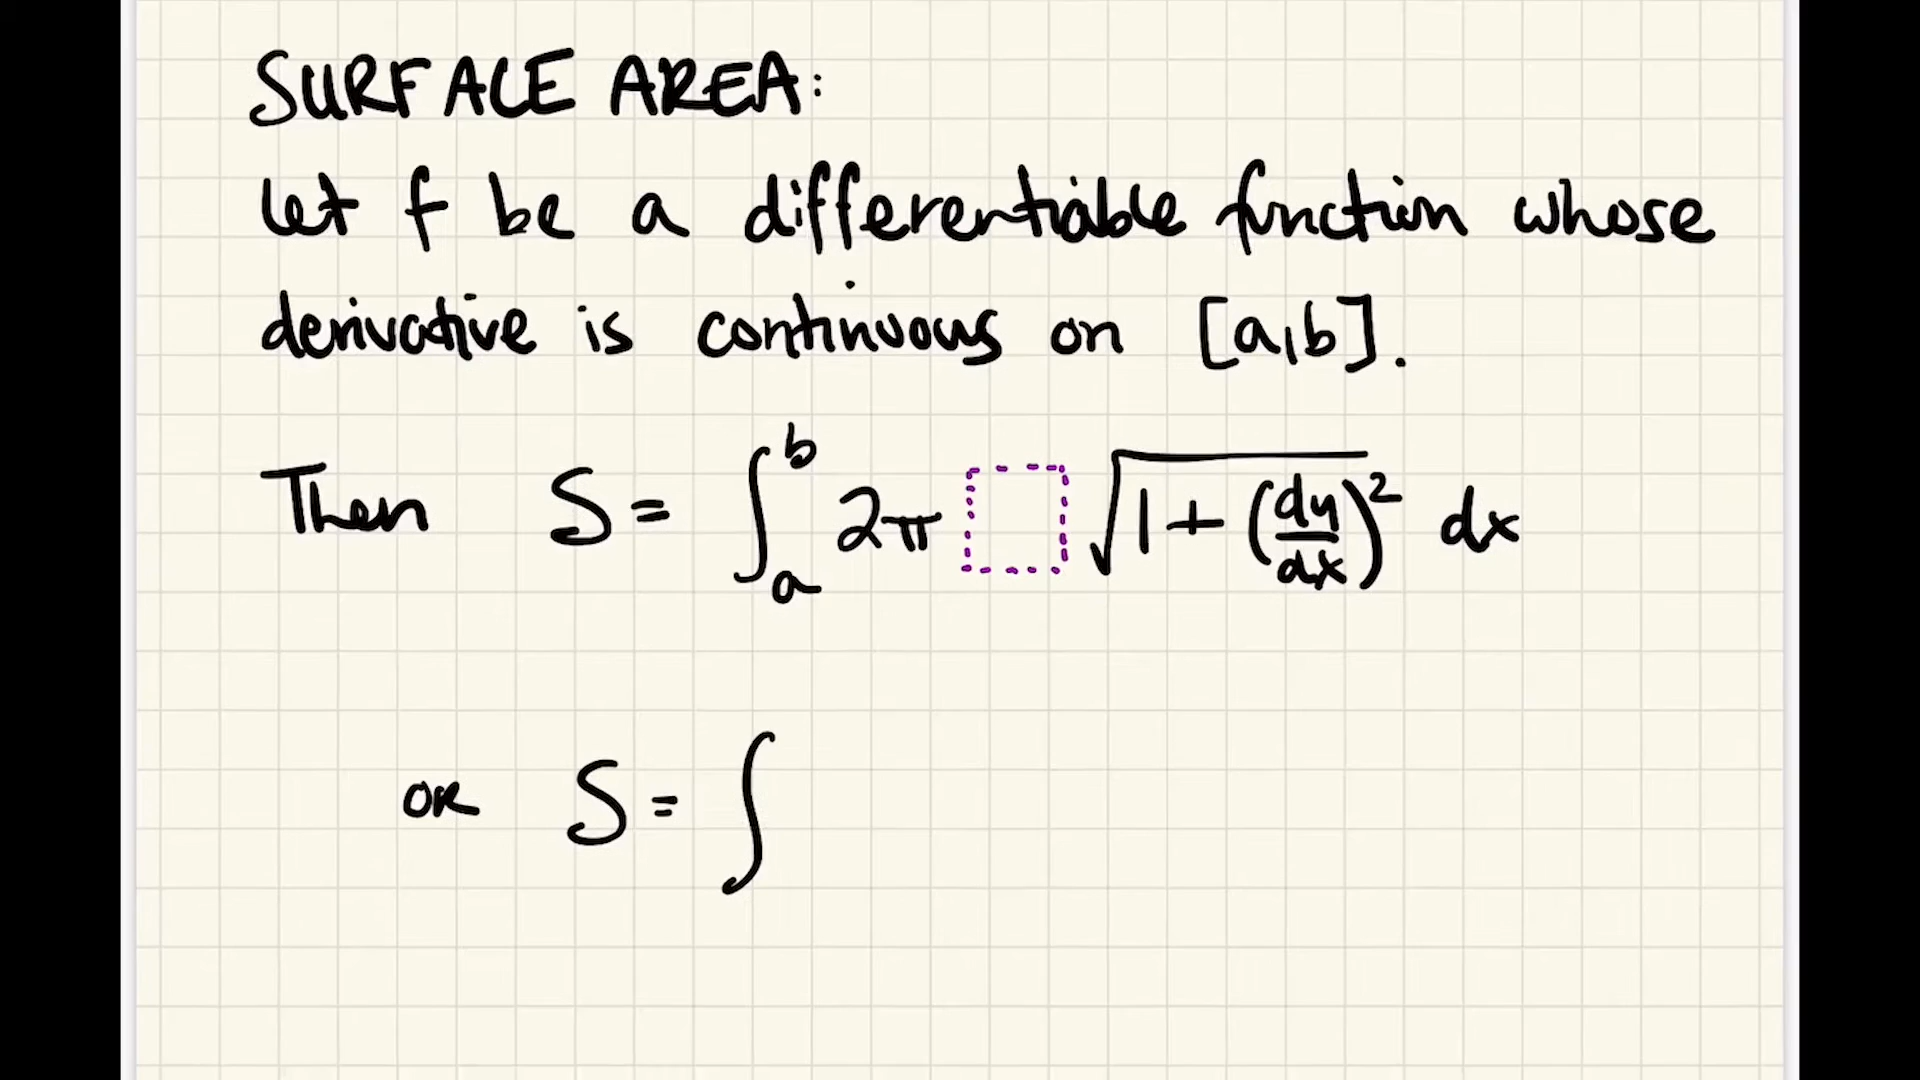 SURFACE AREA:
let f be a differentiable function whose
derivative is continuous on [a,b].
Then S = ∫_a^b 2π ⬚ √(1 + (dy/dx)²) dx
OR S = ∫